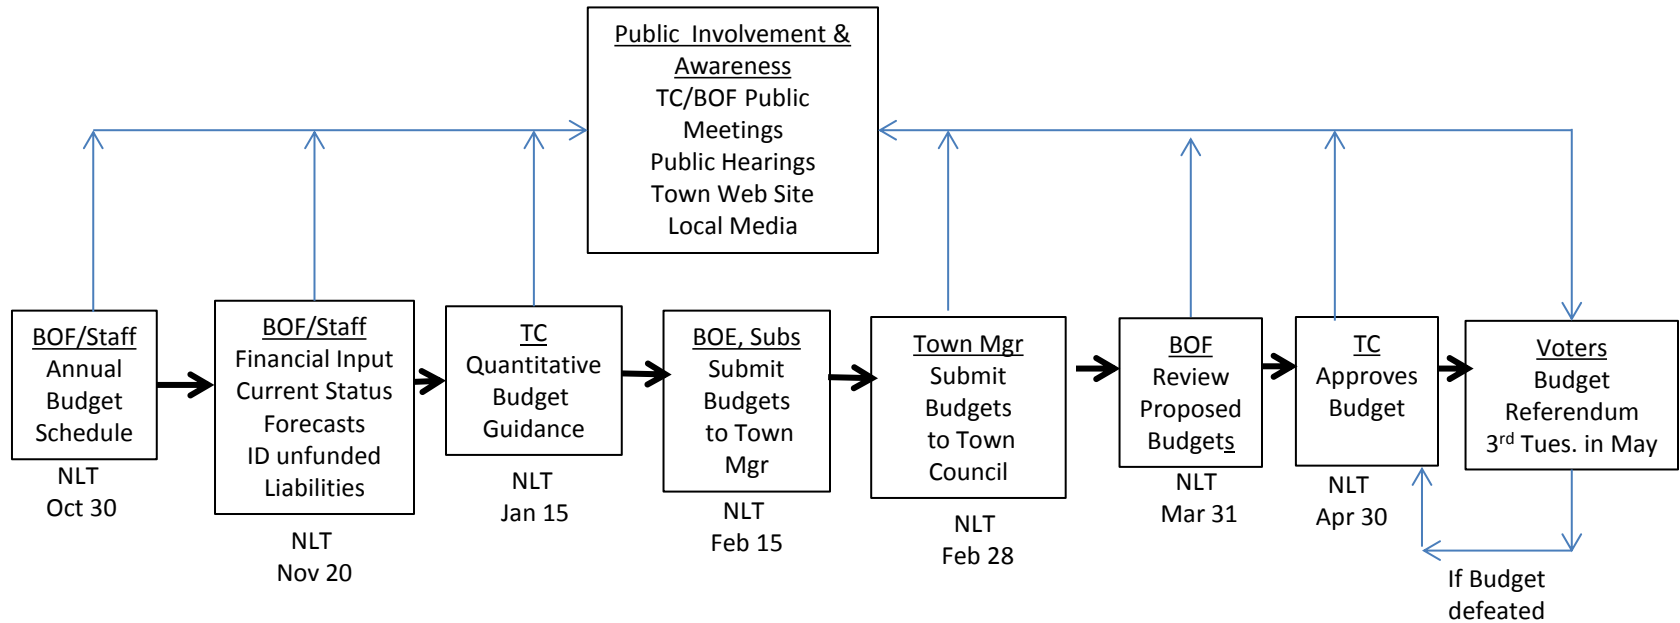 Public Involvement &
Awareness
TC/BOF Public
Meetings
Public Hearings
Town Web Site
Local Media
BOF/Staff
Annual
Budget
Schedule
NLT
Oct 30
BOF/Staff
Financial Input
Current Status
Forecasts
ID unfunded
Liabilities
NLT
Nov 20
TC
Quantitative
Budget
Guidance
NLT
Jan 15
BOE, Subs
Submit
Budgets
to Town
Mgr
NLT
Feb 15
Town Mgr
Submit
Budgets
to Town
Council
NLT
Feb 28
BOF
Review
Proposed
Budgets
NLT
Mar 31
TC
Approves
Budget
NLT
Apr 30
Voters
Budget
Referendum
3rd Tues. in May
If Budget
defeated